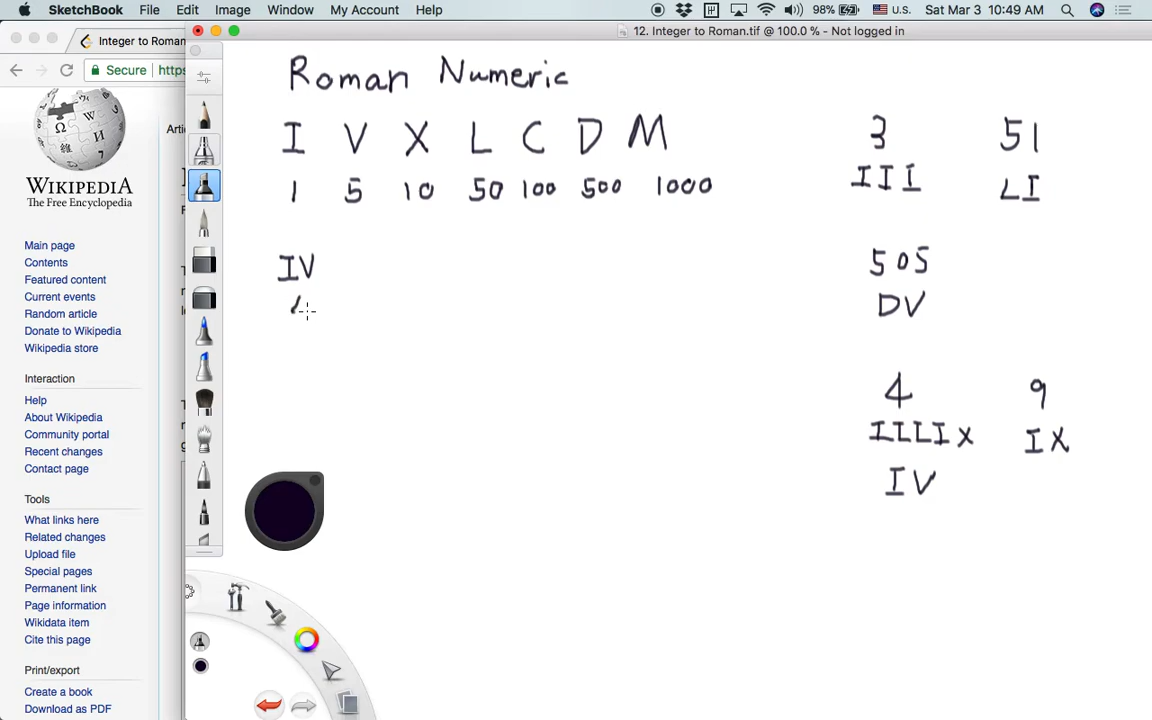 SketchBook File Edit Image Window My Account Help
98% U.S. Sat Mar 3 10:49 AM
Integer to Roman
12. Integer to Roman.tif @ 100.0 % - Not logged in
Secure https
WIKIPEDIA
The Free Encyclopedia
Main page
Contents
Featured content
Current events
Random article
Donate to Wikipedia
Wikipedia store
Interaction
Help
About Wikipedia
Community portal
Recent changes
Contact page
Tools
What links here
Related changes
Upload file
Special pages
Permanent link
Page information
Wikidata item
Cite this page
Print/export
Create a book
Download as PDF
Roman Numeric
I V X L C D M
1 5 10 50 100 500 1000
IV
3 51
III LI
505
DV
4 9
IIII X IX
IV